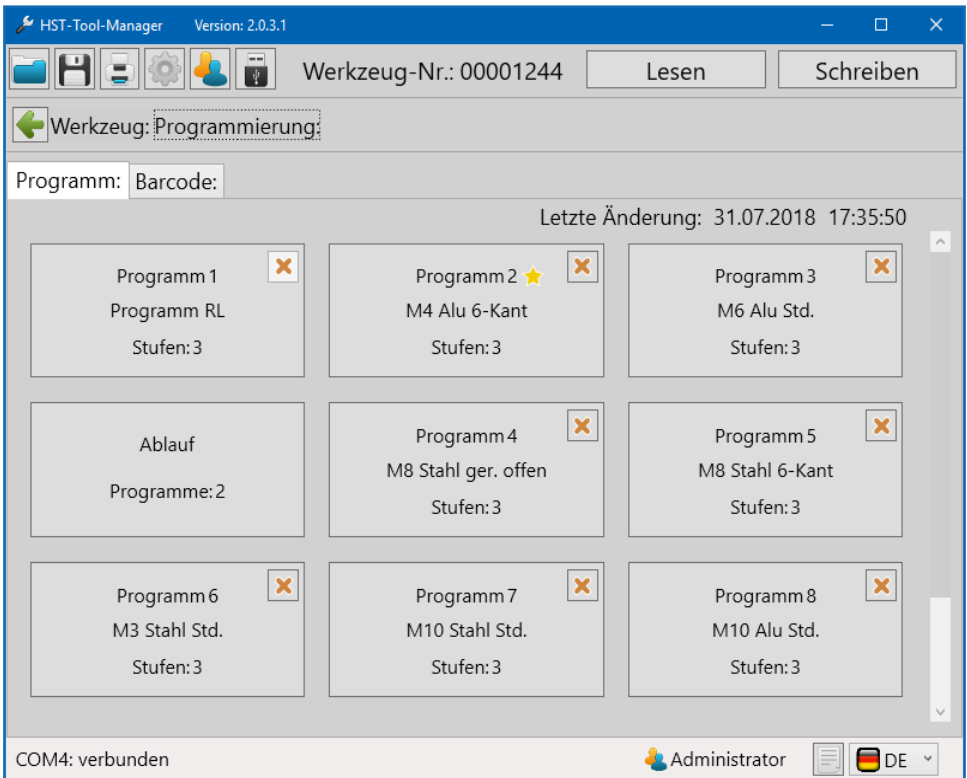 HST-Tool-Manager Version: 2.0.3.1
Werkzeug-Nr.: 00001244 Lesen Schreiben
Werkzeug: Programmierung:
Programm: Barcode:
Letzte Änderung: 31.07.2018 17:35:50
Programm 1
Programm RL
Stufen: 3
Programm 2
M4 Alu 6-Kant
Stufen: 3
Programm 3
M6 Alu Std.
Stufen: 3
Ablauf
Programme: 2
Programm 4
M8 Stahl ger. offen
Stufen: 3
Programm 5
M8 Stahl 6-Kant
Stufen: 3
Programm 6
M3 Stahl Std.
Stufen: 3
Programm 7
M10 Stahl Std.
Stufen: 3
Programm 8
M10 Alu Std.
Stufen: 3
COM4: verbunden Administrator DE